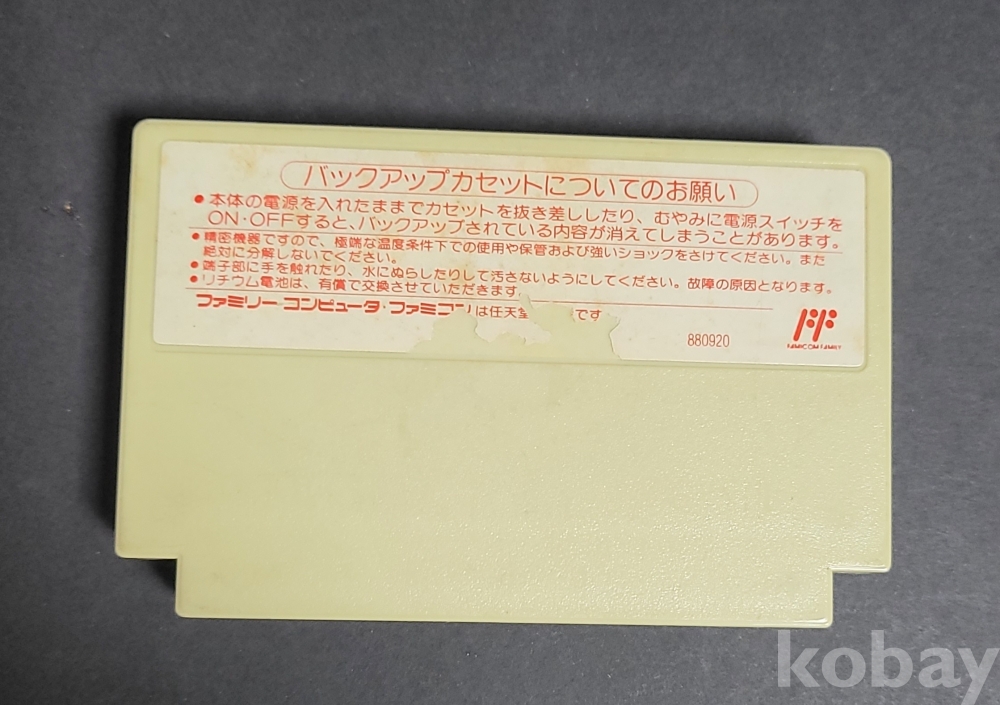 バックアップカセットについてのお願い
●本体の電源を入れたままでカセットを抜き差ししたり、むやみに電源スイッチを
ON・OFFすると、バックアップされている内容が消えてしまうことがあります。
●精密機器ですので、極端な温度条件下での使用や保管および強いショックをさけてください。また
絶対に分解しないでください。
●端子部に手を触れたり、水にぬらしたりして汚さないようにしてください。故障の原因となります。
●リチウム電池は、有償で交換させていただきます。
ファミリーコンピュータ・ファミコンは任天堂 です
880920
FAMICOM FAMILY
kobay